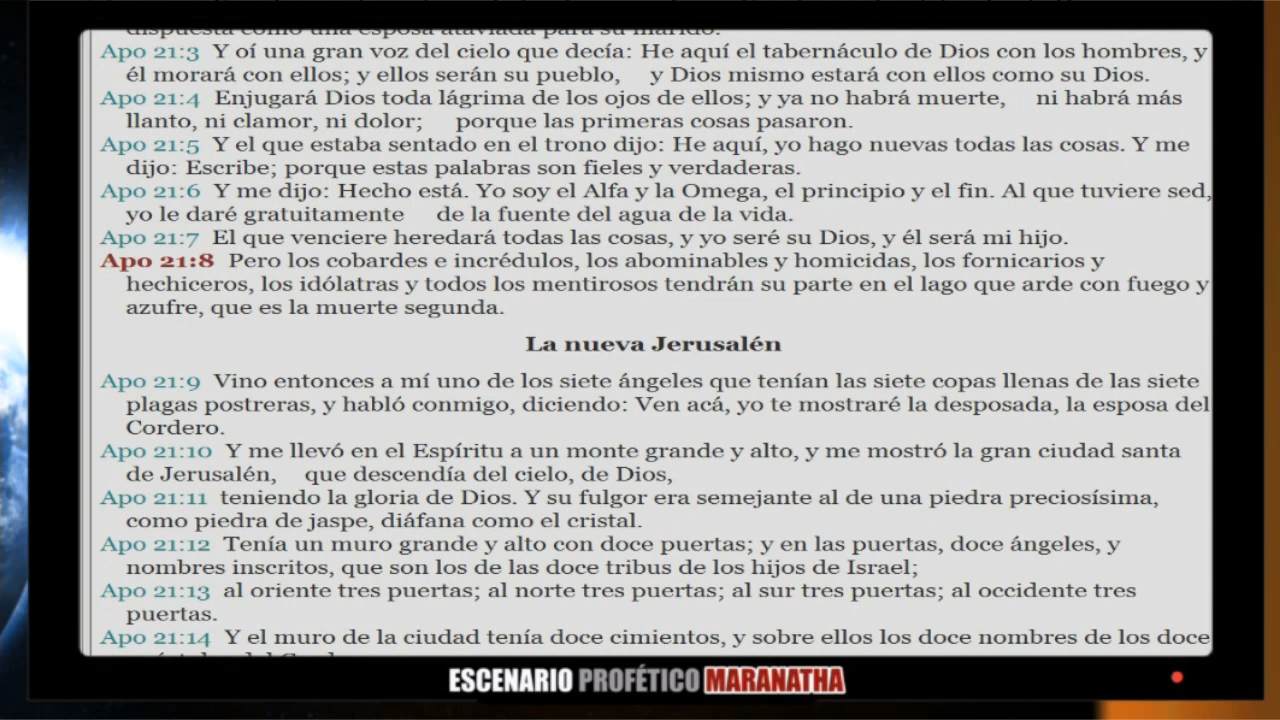 dispuesta como una esposa ataviada para su marido.
Apo 21:3 Y oí una gran voz del cielo que decía: He aquí el tabernáculo de Dios con los hombres, y
él morará con ellos; y ellos serán su pueblo, y Dios mismo estará con ellos como su Dios.
Apo 21:4 Enjugará Dios toda lágrima de los ojos de ellos; y ya no habrá muerte, ni habrá más
llanto, ni clamor, ni dolor; porque las primeras cosas pasaron.
Apo 21:5 Y el que estaba sentado en el trono dijo: He aquí, yo hago nuevas todas las cosas. Y me
dijo: Escribe; porque estas palabras son fieles y verdaderas.
Apo 21:6 Y me dijo: Hecho está. Yo soy el Alfa y la Omega, el principio y el fin. Al que tuviere sed,
yo le daré gratuitamente de la fuente del agua de la vida.
Apo 21:7 El que venciere heredará todas las cosas, y yo seré su Dios, y él será mi hijo.
Apo 21:8 Pero los cobardes e incrédulos, los abominables y homicidas, los fornicarios y
hechiceros, los idólatras y todos los mentirosos tendrán su parte en el lago que arde con fuego y
azufre, que es la muerte segunda.
La nueva Jerusalén
Apo 21:9 Vino entonces a mí uno de los siete ángeles que tenían las siete copas llenas de las siete
plagas postreras, y habló conmigo, diciendo: Ven acá, yo te mostraré la desposada, la esposa del
Cordero.
Apo 21:10 Y me llevó en el Espíritu a un monte grande y alto, y me mostró la gran ciudad santa
de Jerusalén, que descendía del cielo, de Dios,
Apo 21:11 teniendo la gloria de Dios. Y su fulgor era semejante al de una piedra preciosísima,
como piedra de jaspe, diáfana como el cristal.
Apo 21:12 Tenía un muro grande y alto con doce puertas; y en las puertas, doce ángeles, y
nombres inscritos, que son los de las doce tribus de los hijos de Israel;
Apo 21:13 al oriente tres puertas; al norte tres puertas; al sur tres puertas; al occidente tres
puertas.
Apo 21:14 Y el muro de la ciudad tenía doce cimientos, y sobre ellos los doce nombres de los doce
ESCENARIO PROFÉTICO MARANATHA